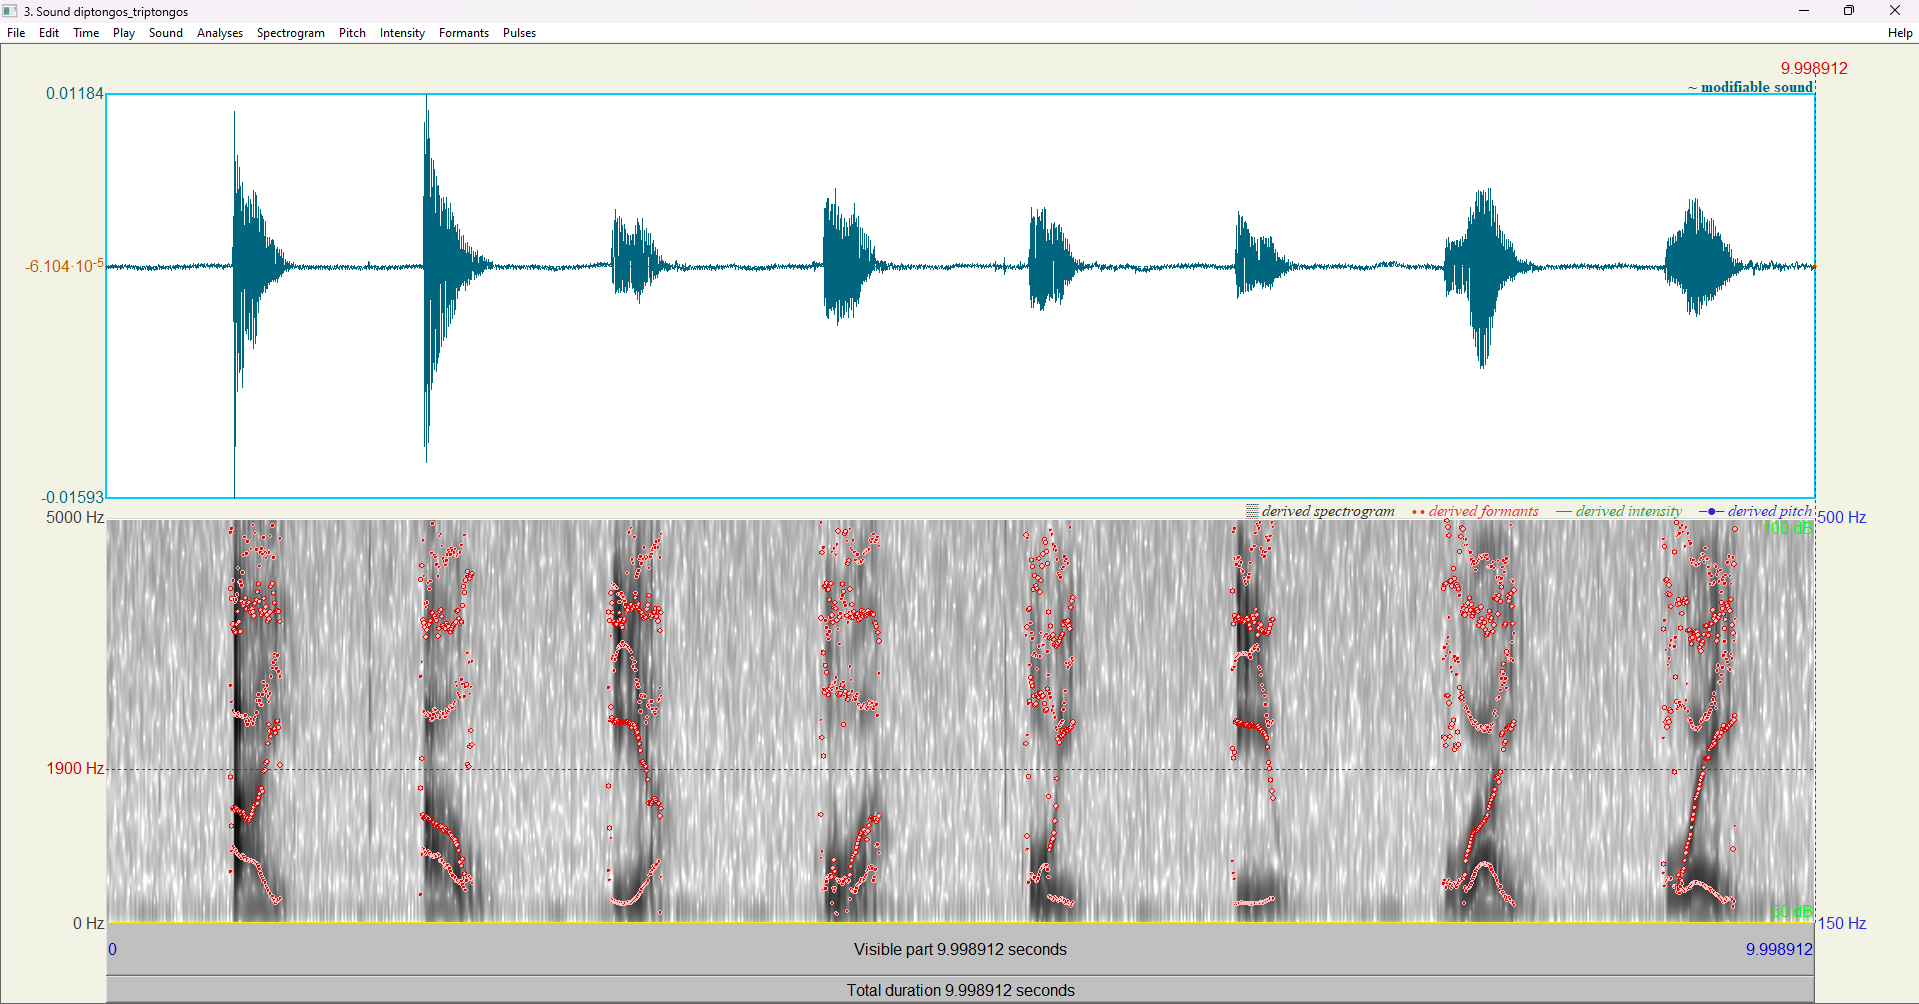 3. Sound diptongos_triptongos
File Edit Time Play Sound Analyses Spectrogram Pitch Intensity Formants Pulses Help
9.998912
0.01184
~ modifiable sound
-6.104·10⁻⁵
-0.01593
5000 Hz
derived spectrogram derived formants derived intensity derived pitch
500 Hz
100 dB
1900 Hz
50 dB
0 Hz
150 Hz
0
Visible part 9.998912 seconds
9.998912
Total duration 9.998912 seconds